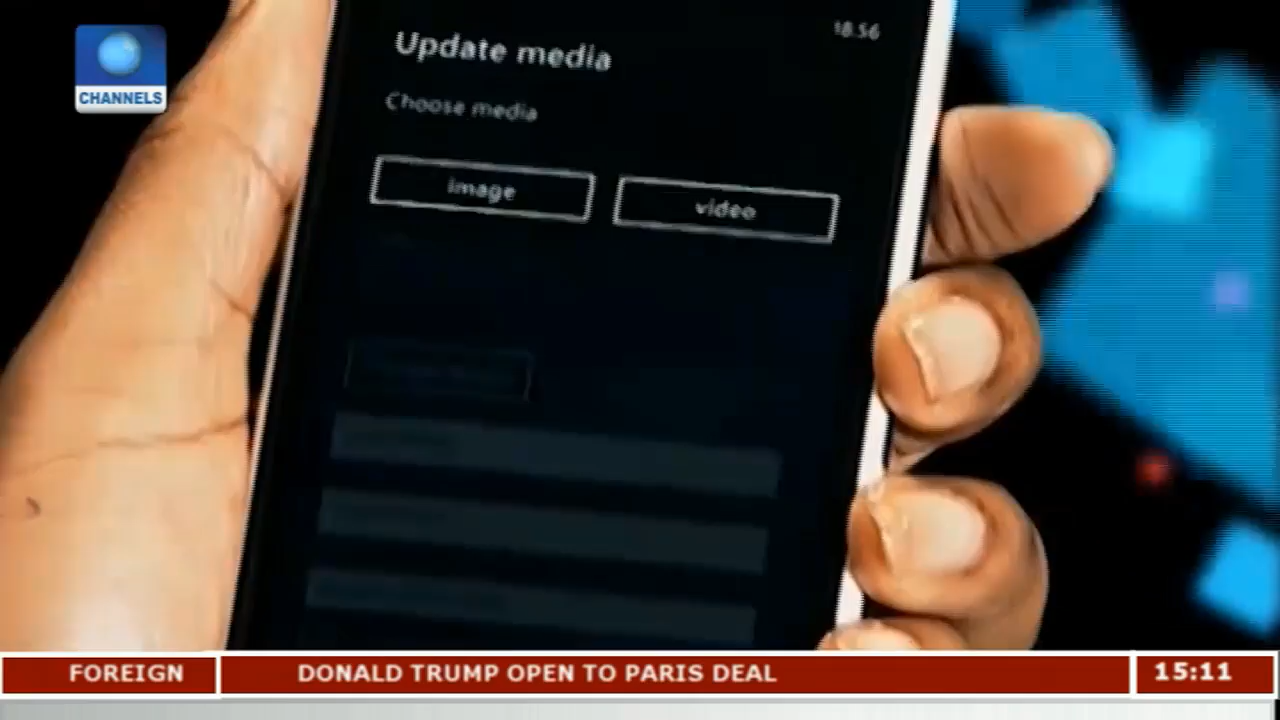 CHANNELS
18:56
Update media
Choose media
image
video
FOREIGN
DONALD TRUMP OPEN TO PARIS DEAL
15:11